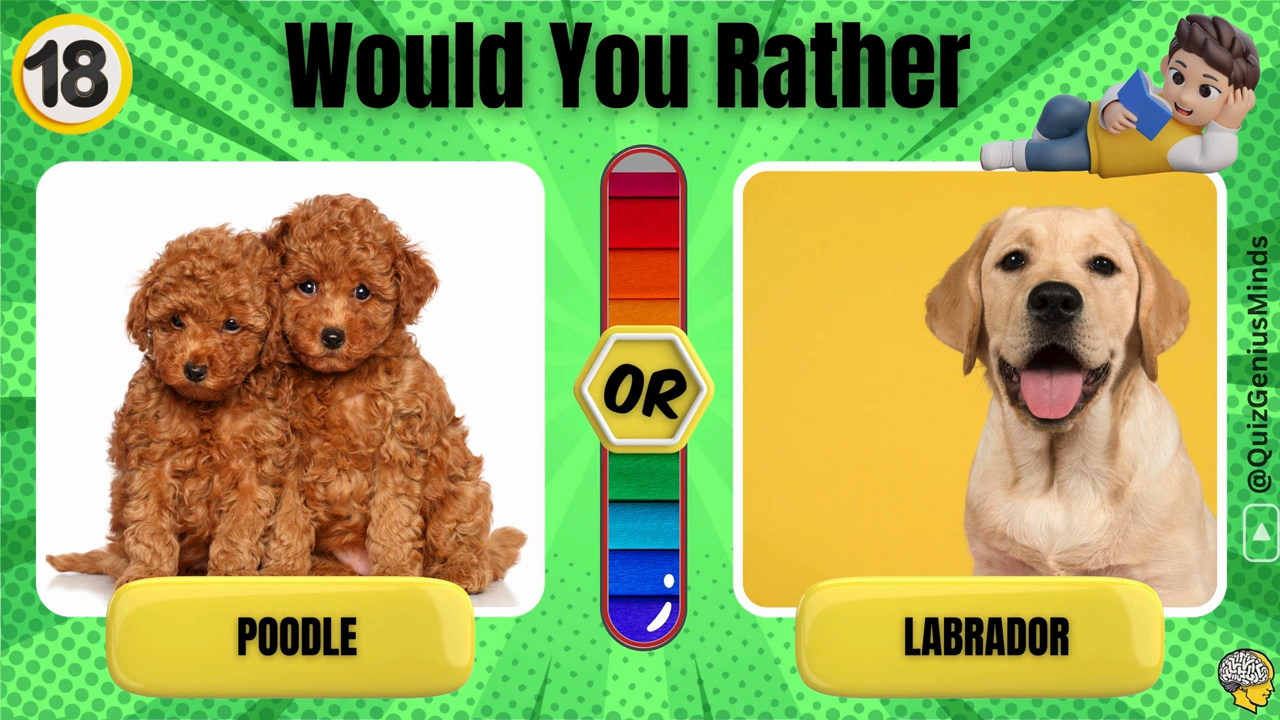 18
Would You Rather
OR
POODLE
LABRADOR
@QuizGeniusMinds